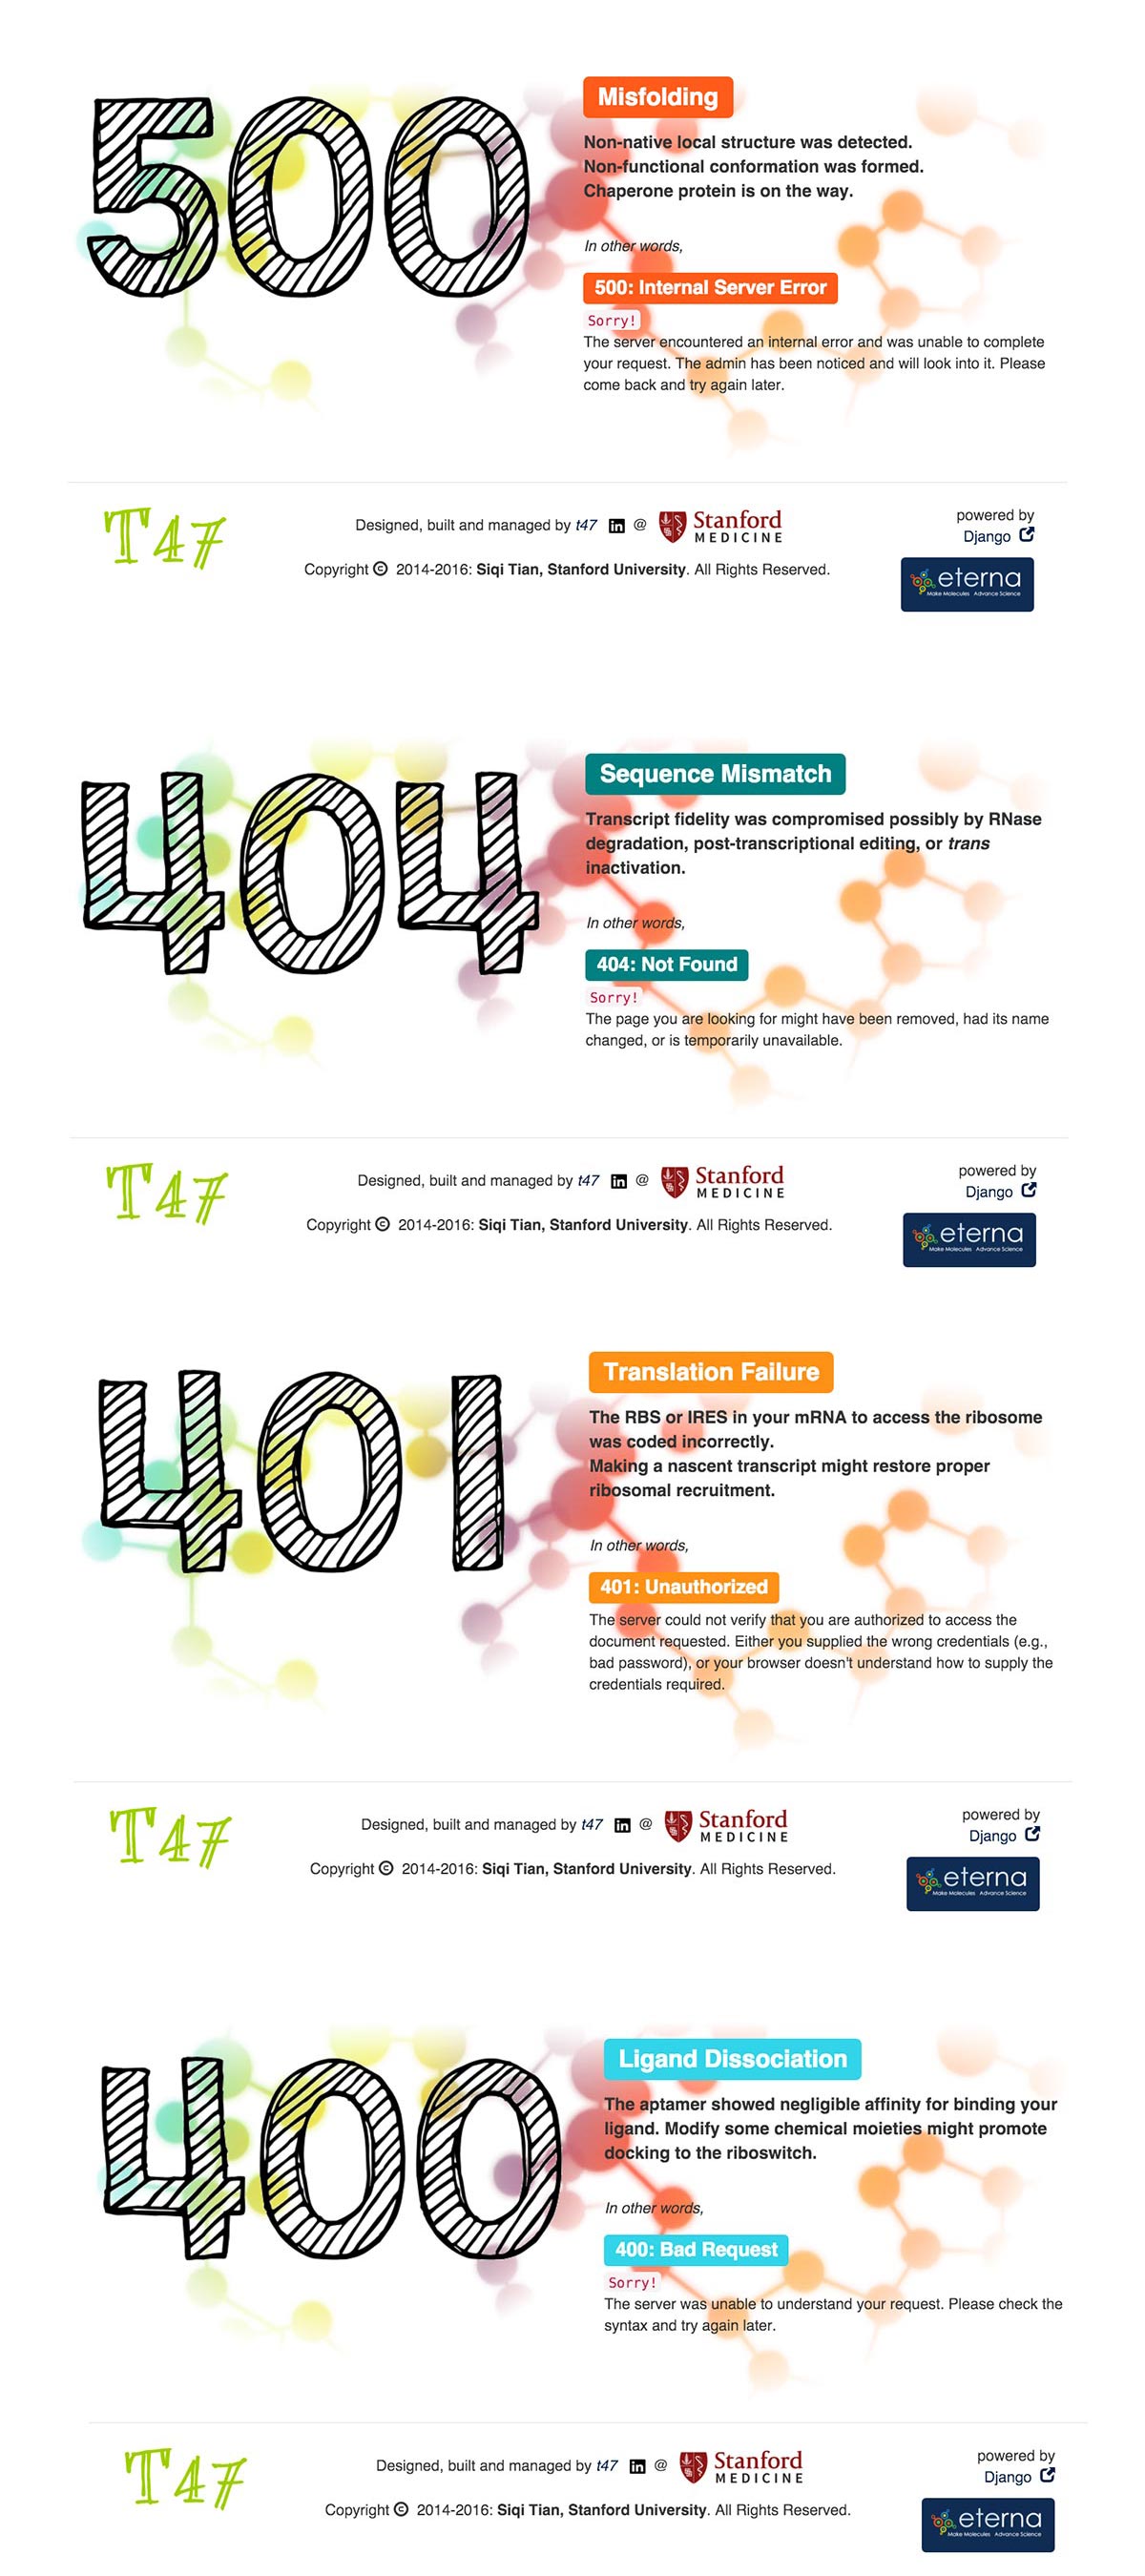 500
Misfolding
Non-native local structure was detected.
Non-functional conformation was formed.
Chaperone protein is on the way.
In other words,
500: Internal Server Error
Sorry!
The server encountered an internal error and was unable to complete
your request. The admin has been noticed and will look into it. Please
come back and try again later.
T47
Designed, built and managed by t47 in @ Stanford MEDICINE
Copyright © 2014-2016: Siqi Tian, Stanford University. All Rights Reserved.
powered by
Django
eterna
Make Molecules Advance Science
404
Sequence Mismatch
Transcript fidelity was compromised possibly by RNase
degradation, post-transcriptional editing, or trans
inactivation.
In other words,
404: Not Found
Sorry!
The page you are looking for might have been removed, had its name
changed, or is temporarily unavailable.
T47
Designed, built and managed by t47 in @ Stanford MEDICINE
Copyright © 2014-2016: Siqi Tian, Stanford University. All Rights Reserved.
powered by
Django
eterna
Make Molecules Advance Science
401
Translation Failure
The RBS or IRES in your mRNA to access the ribosome
was coded incorrectly.
Making a nascent transcript might restore proper
ribosomal recruitment.
In other words,
401: Unauthorized
The server could not verify that you are authorized to access the
document requested. Either you supplied the wrong credentials (e.g.,
bad password), or your browser doesn't understand how to supply the
credentials required.
T47
Designed, built and managed by t47 in @ Stanford MEDICINE
Copyright © 2014-2016: Siqi Tian, Stanford University. All Rights Reserved.
powered by
Django
eterna
Make Molecules Advance Science
400
Ligand Dissociation
The aptamer showed negligible affinity for binding your
ligand. Modify some chemical moieties might promote
docking to the riboswitch.
In other words,
400: Bad Request
Sorry!
The server was unable to understand your request. Please check the
syntax and try again later.
T47
Designed, built and managed by t47 in @ Stanford MEDICINE
Copyright © 2014-2016: Siqi Tian, Stanford University. All Rights Reserved.
powered by
Django
eterna
Make Molecules Advance Science